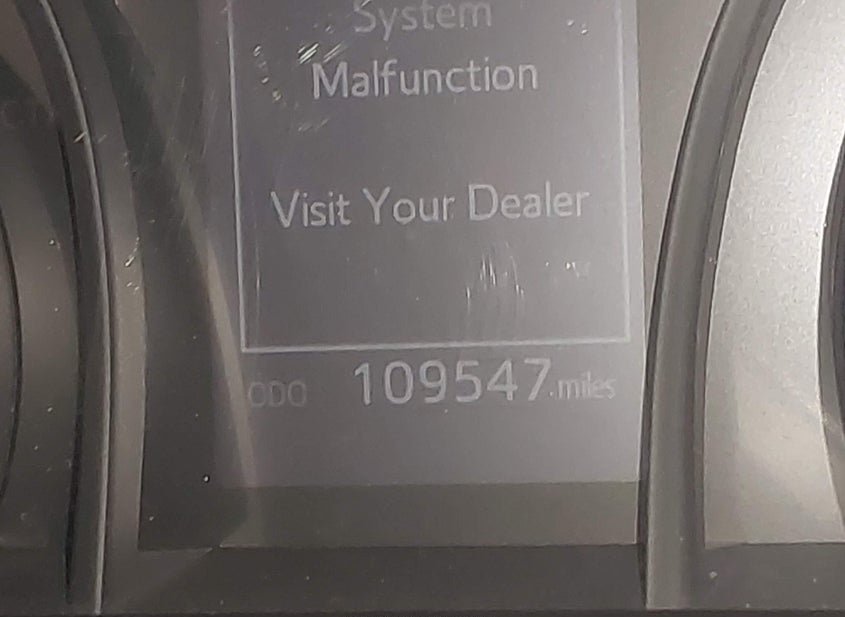 System
Malfunction
Visit Your Dealer
ODO 109547 miles